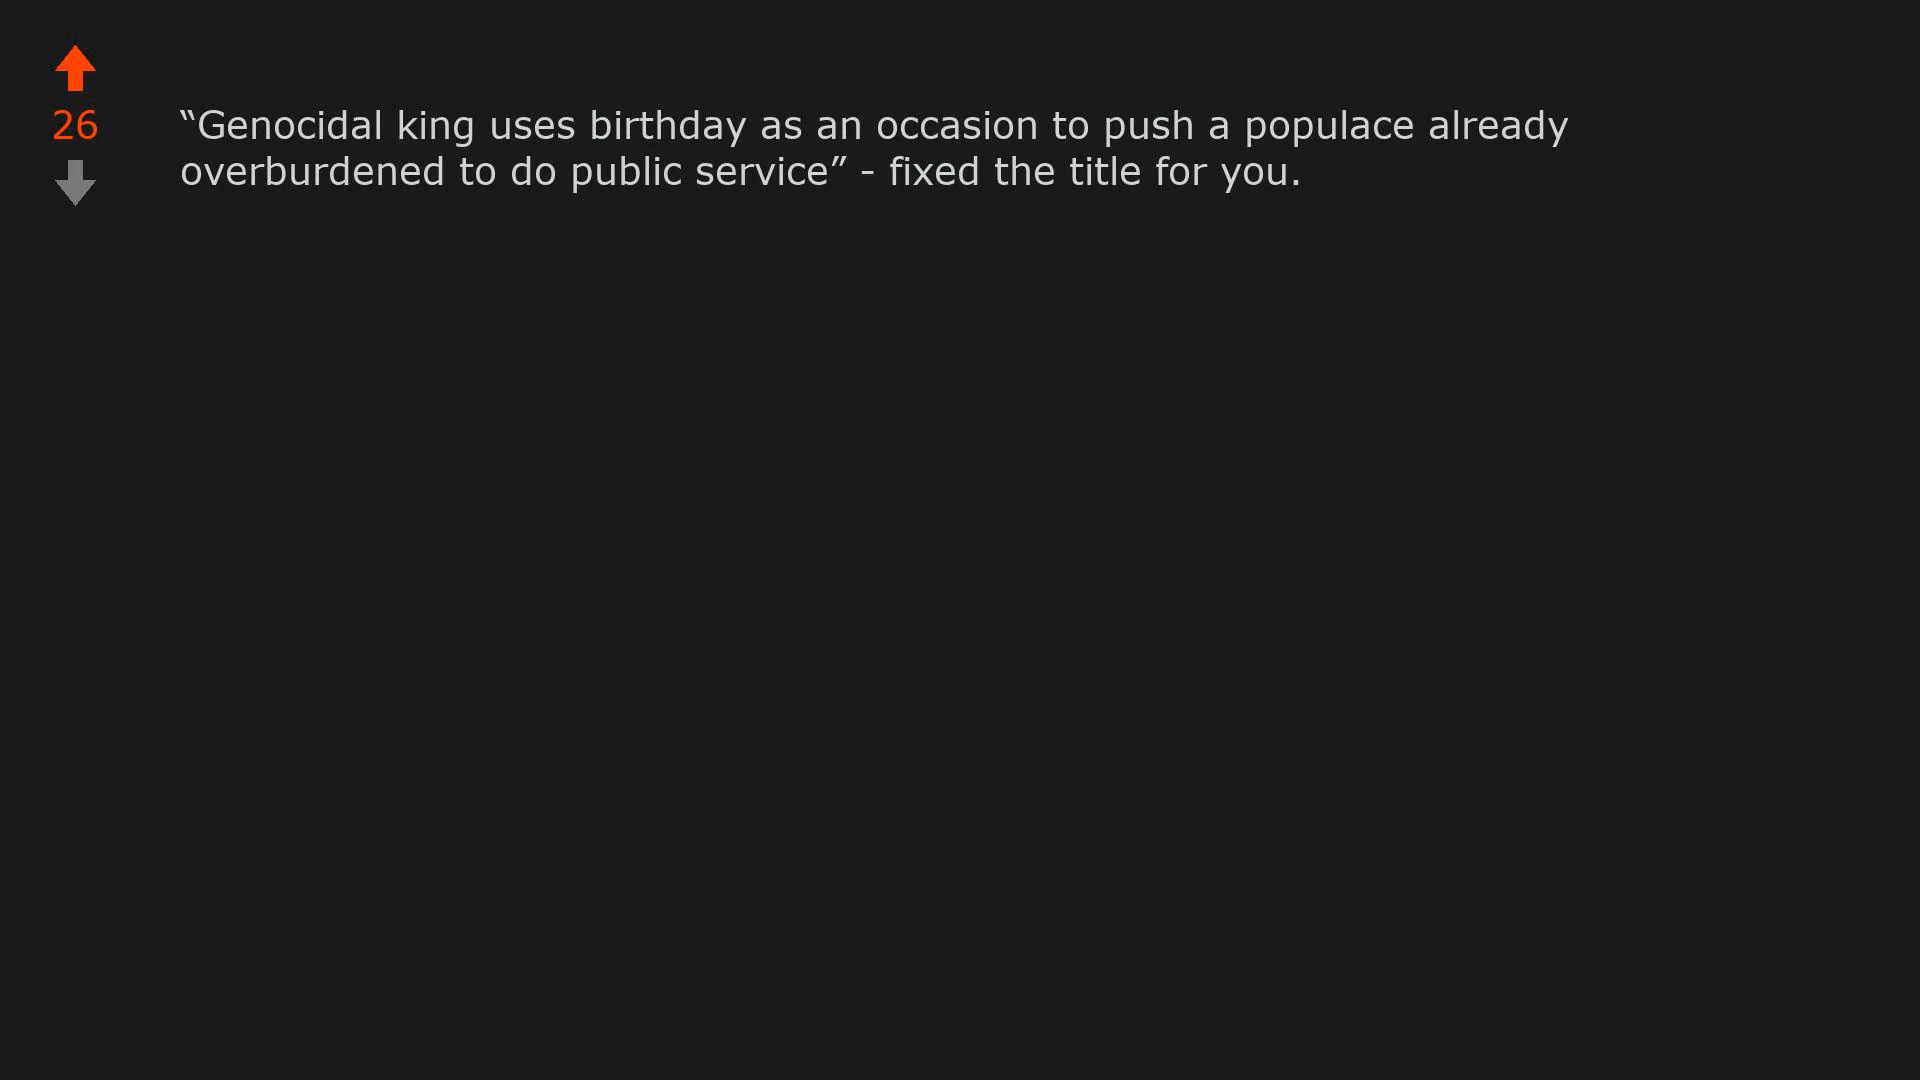 26
“Genocidal king uses birthday as an occasion to push a populace already
overburdened to do public service” - fixed the title for you.